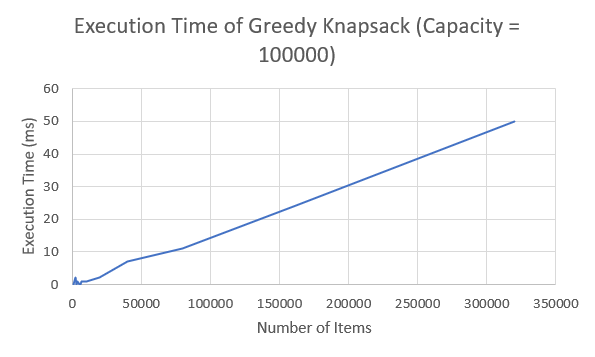 Execution Time of Greedy Knapsack (Capacity =
100000)
60
50
40
30
20
10
0
Execution Time (ms)
0 50000 100000 150000 200000 250000 300000 350000
Number of Items